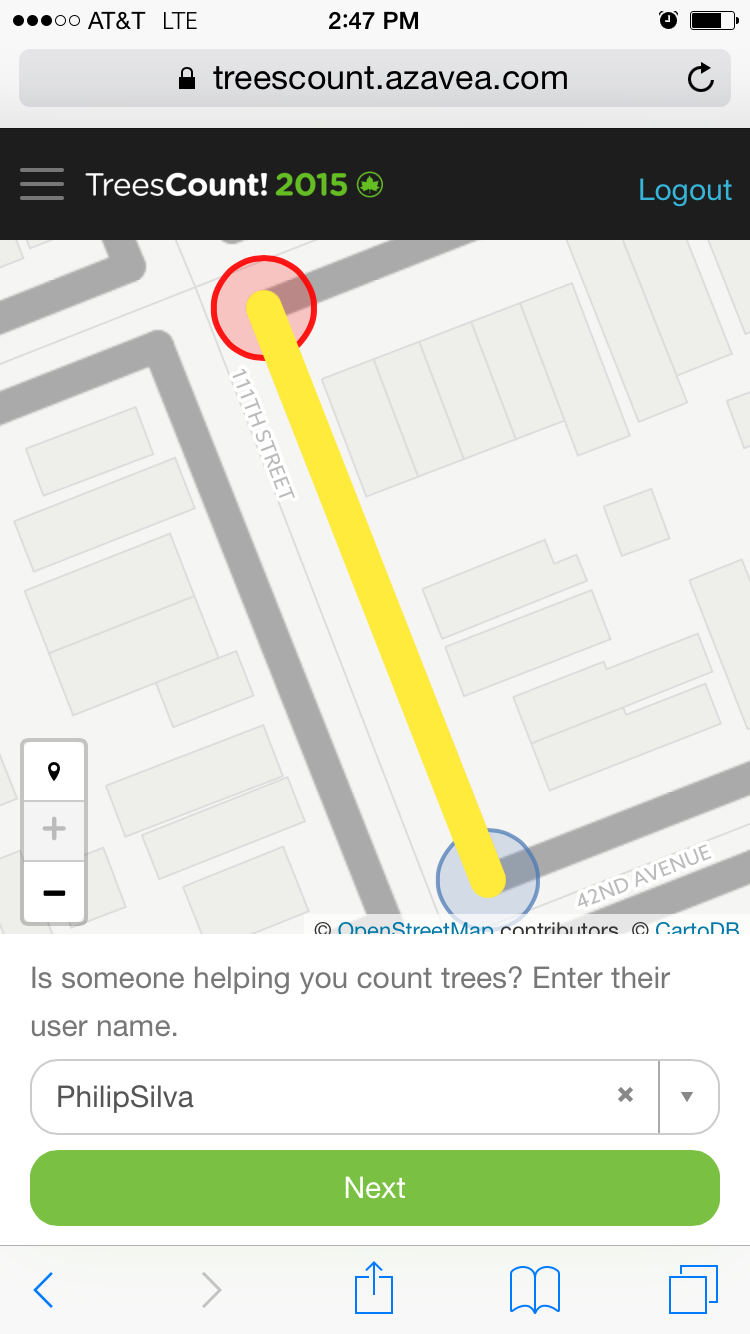 AT&T LTE 2:47 PM
treescount.azavea.com
TreesCount! 2015 Logout
111TH STREET
42ND AVENUE
© OpenStreetMap contributors, © CartoDB
Is someone helping you count trees? Enter their
user name.
PhilipSilva
Next